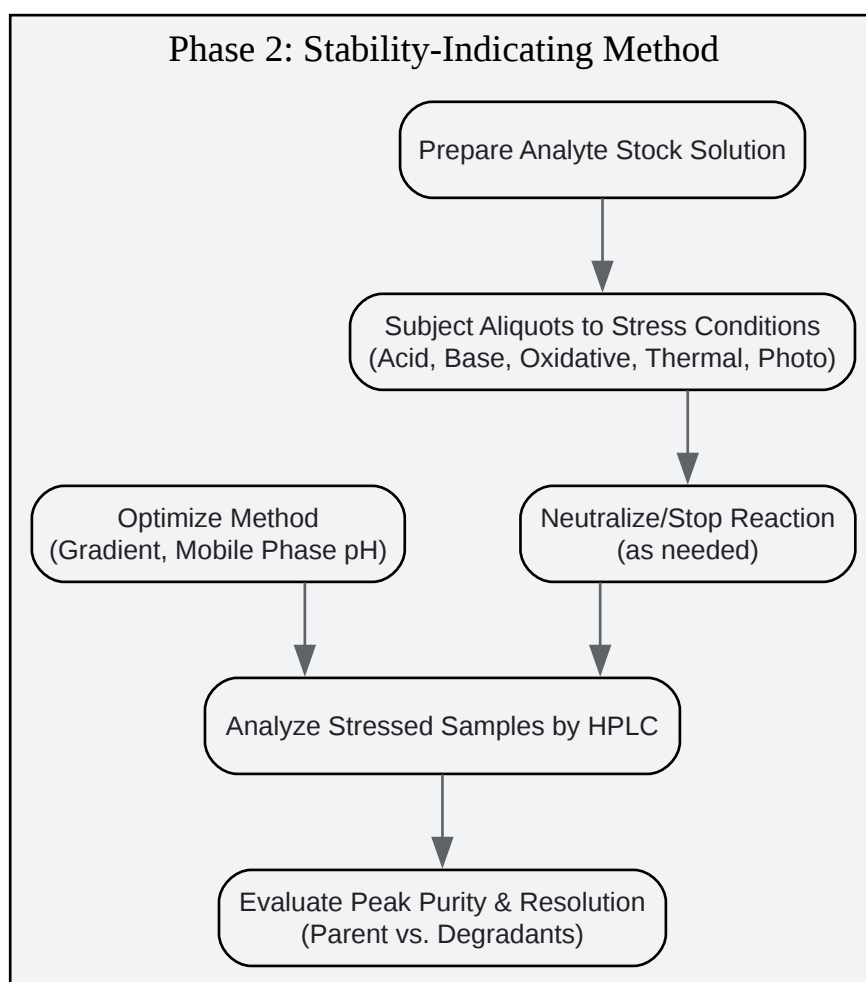 Phase 2: Stability-Indicating Method
Prepare Analyte Stock Solution
Subject Aliquots to Stress Conditions
(Acid, Base, Oxidative, Thermal, Photo)
Optimize Method
(Gradient, Mobile Phase pH)
Neutralize/Stop Reaction
(as needed)
Analyze Stressed Samples by HPLC
Evaluate Peak Purity & Resolution
(Parent vs. Degradants)